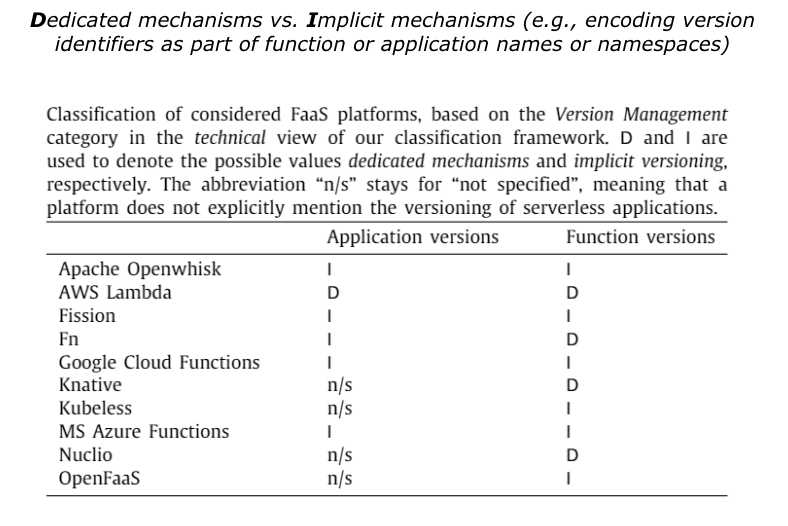 Dedicated mechanisms vs. Implicit mechanisms (e.g., encoding version
identifiers as part of function or application names or namespaces)
Classification of considered FaaS platforms, based on the Version Management
category in the technical view of our classification framework. D and I are
used to denote the possible values dedicated mechanisms and implicit versioning,
respectively. The abbreviation “n/s” stays for “not specified”, meaning that a
platform does not explicitly mention the versioning of serverless applications.
Application versions Function versions
Apache Openwhisk I I
AWS Lambda D D
Fission I I
Fn I D
Google Cloud Functions I I
Knative n/s D
Kubeless n/s I
MS Azure Functions I I
Nuclio n/s D
OpenFaaS n/s I